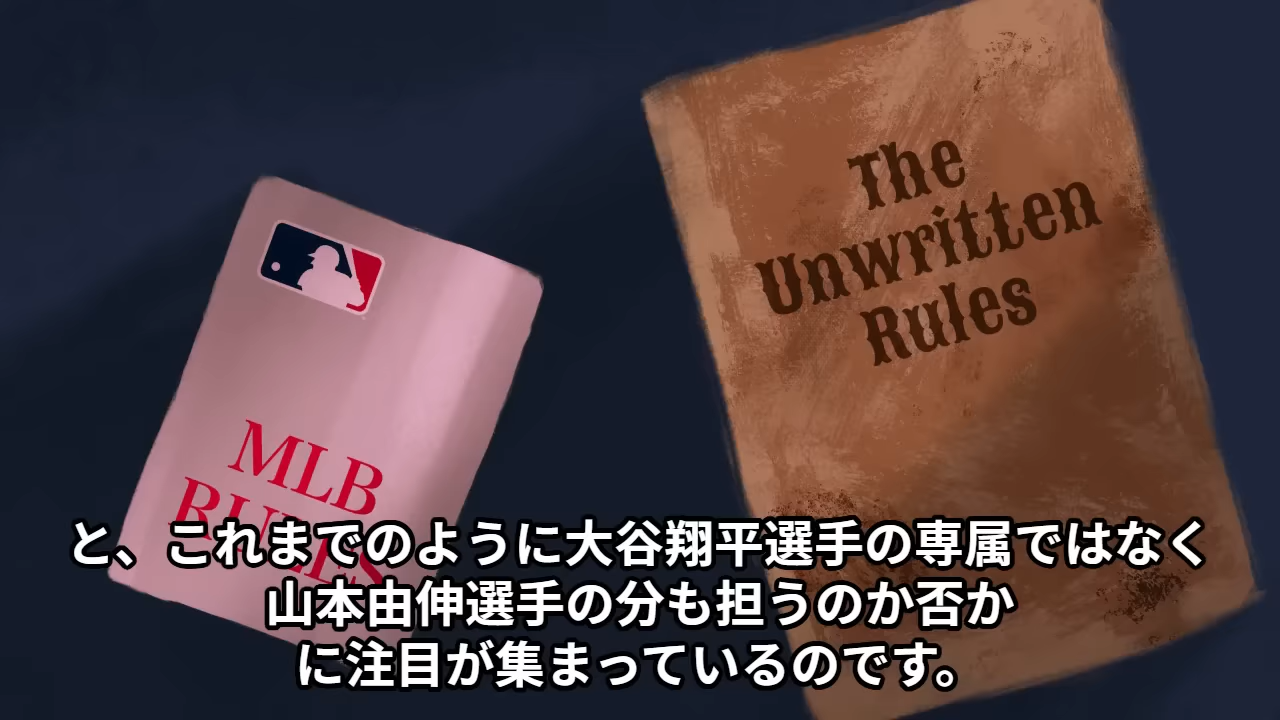 The
Unwritten
Rules
MLB
RULES
と、これまでのように大谷翔平選手の専属ではなく
山本由伸選手の分も担うのか否か
に注目が集まっているのです。